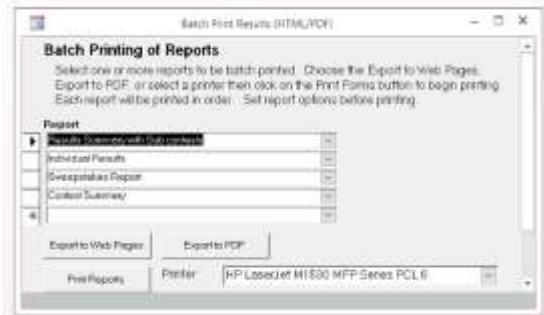 Batch Print Results (HTML/PDF)
Batch Printing of Reports
Select one or more reports to be batch printed. Choose the Export to Web Pages,
Export to PDF, or select a printer then click on the Print Forms button to begin printing.
Each report will be printed in order. Set report options before printing.
Report
Results Summary with Sub contests
Individual Results
Sweepstakes Report
Contest Summary
Export to Web Pages Export to PDF
Print Reports Printer: HP LaserJet M1530 MFP Series PCL 6